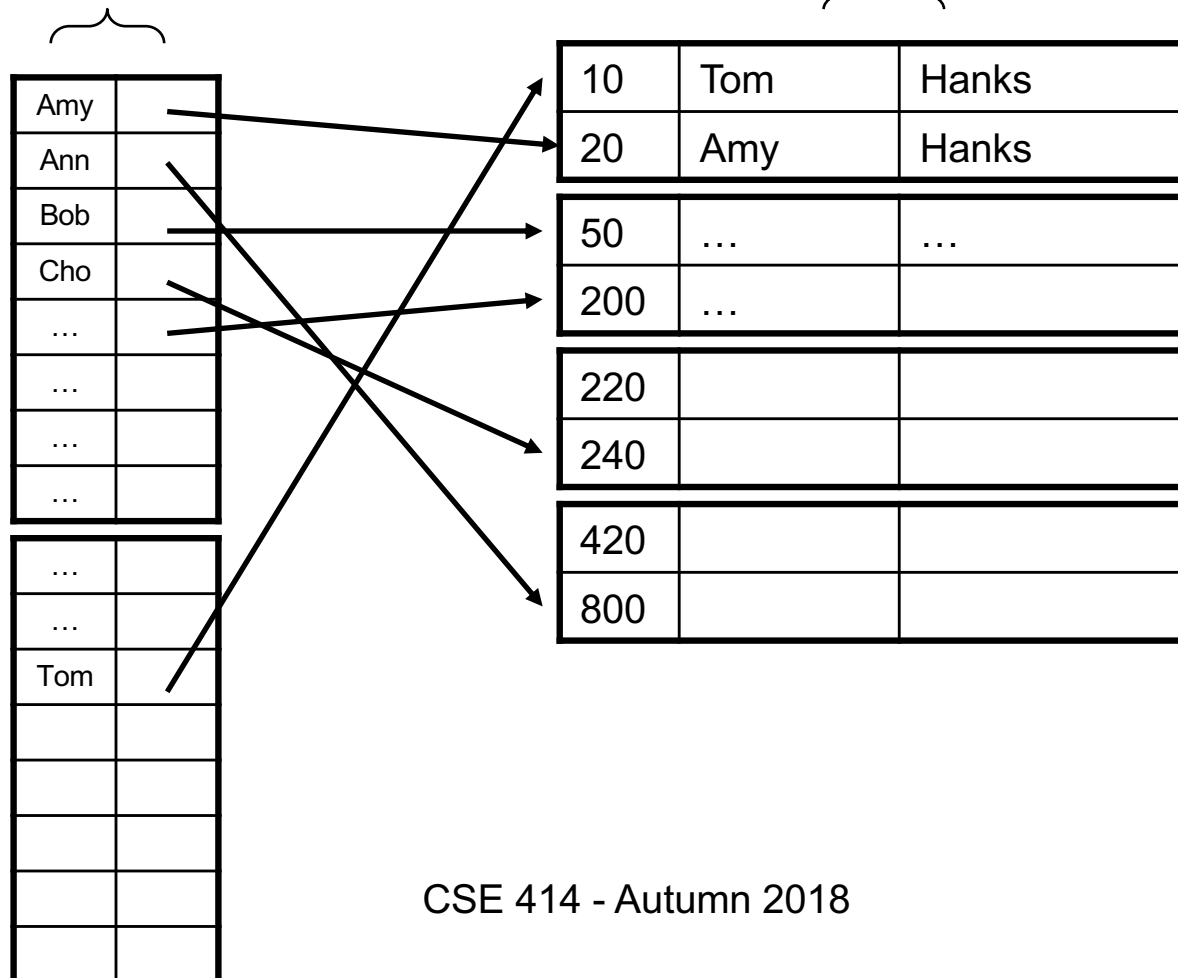 Amy
Ann
Bob
Cho
…
…
…
…
…
…
Tom
10 Tom Hanks
20 Amy Hanks
50 … …
200 …
220
240
420
800
CSE 414 - Autumn 2018